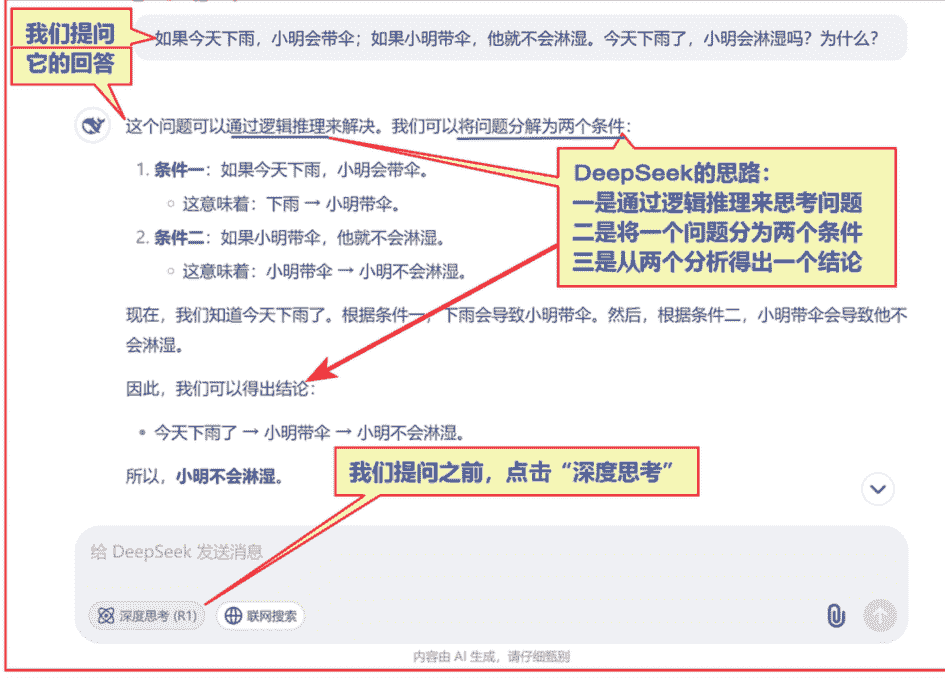 我们提问
它的回答
如果今天下雨，小明会带伞；如果小明带伞，他就不会淋湿。今天下雨了，小明会淋湿吗？为什么？
这个问题可以通过逻辑推理来解决。我们可以将问题分解为两个条件：
1. 条件一：如果今天下雨，小明会带伞。
○ 这意味着：下雨 → 小明带伞。
2. 条件二：如果小明带伞，他就不会淋湿。
○ 这意味着：小明带伞 → 小明不会淋湿。
DeepSeek的思路：
一是通过逻辑推理来思考问题
二是将一个问题分为两个条件
三是从两个分析得出一个结论
现在，我们知道今天下雨了。根据条件一，下雨会导致小明带伞。然后，根据条件二，小明带伞会导致他不
会淋湿。
因此，我们可以得出结论：
• 今天下雨了 → 小明带伞 → 小明不会淋湿。
所以，小明不会淋湿。
我们提问之前，点击“深度思考”
给 DeepSeek 发送消息
深度思考 (R1)
联网搜索
内容由 AI 生成，请仔细甄别